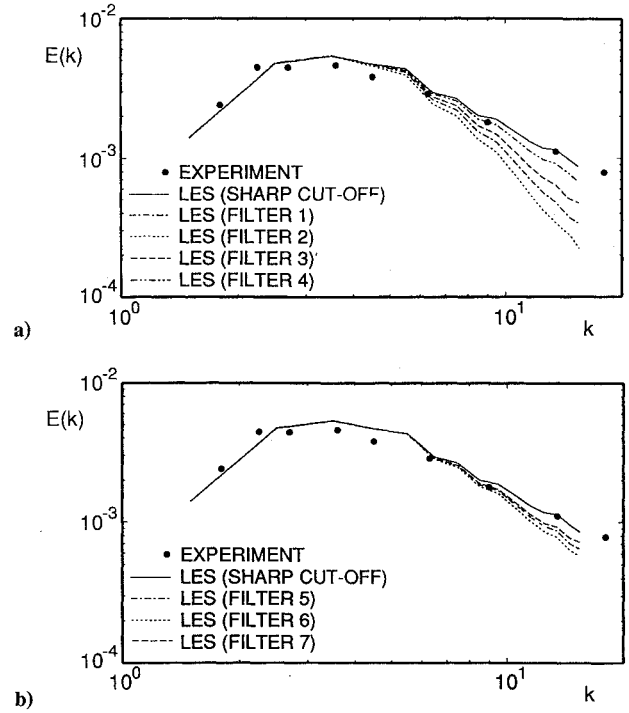 10^-2
E(k)
10^-3
● EXPERIMENT
LES (SHARP CUT-OFF)
LES (FILTER 1)
LES (FILTER 2)
LES (FILTER 3)
LES (FILTER 4)
10^-4
a)
10^0
10^1
k
10^-2
E(k)
10^-3
● EXPERIMENT
LES (SHARP CUT-OFF)
LES (FILTER 5)
LES (FILTER 6)
LES (FILTER 7)
10^-4
b)
10^0
10^1
k